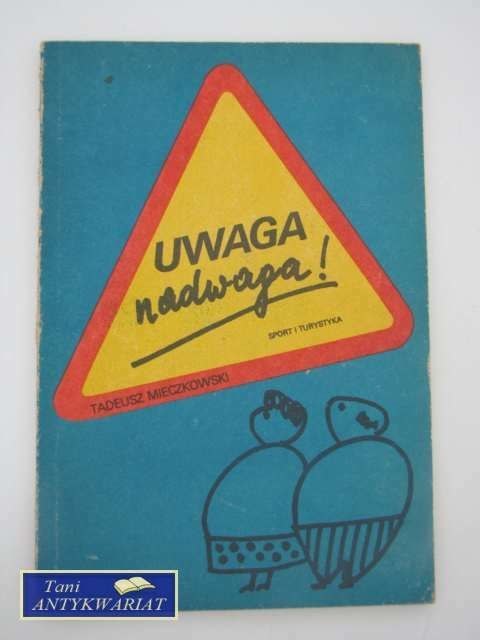 UWAGA
nadwaga!
SPORT I TURYSTYKA
TADEUSZ MIECZKOWSKI
Tani
ANTYKWARIAT